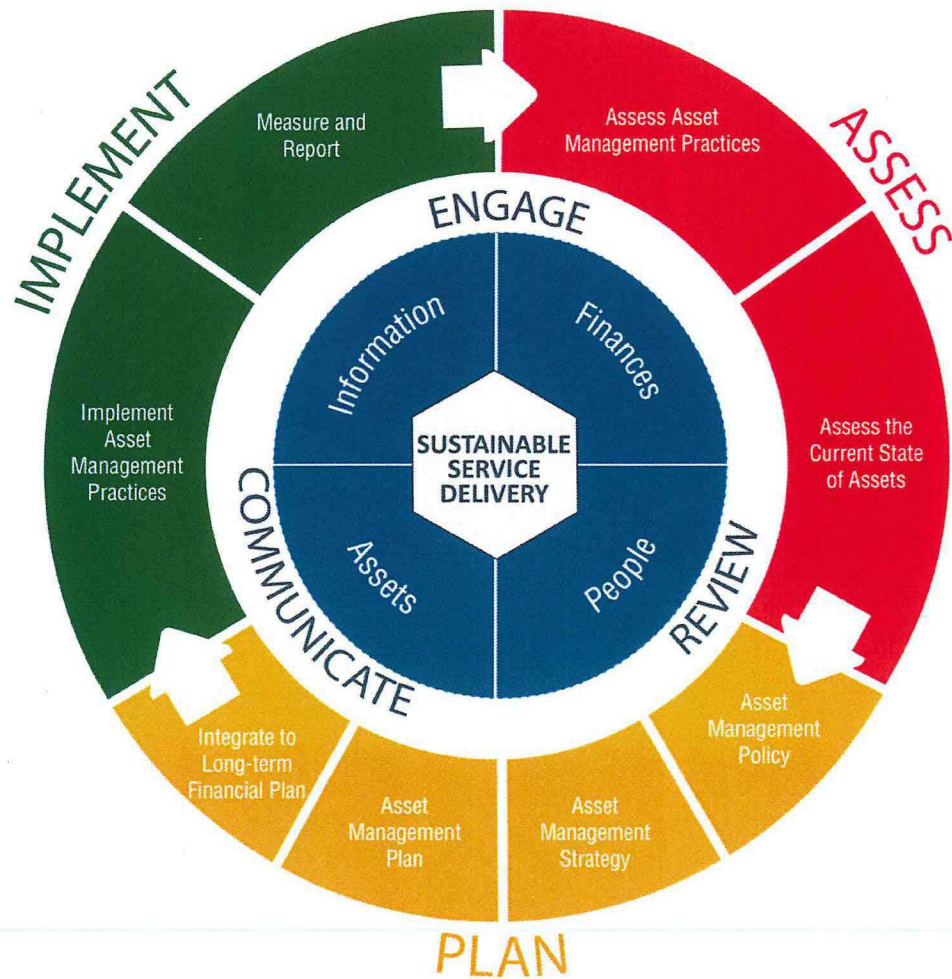 IMPLEMENT
Measure and
Report
Assess Asset
Management Practices
ASSESS
ENGAGE
Information
Finances
Implement
Asset
Management
Practices
SUSTAINABLE
SERVICE
DELIVERY
Assess the
Current State
of Assets
COMMUNICATE
Assets
People
REVIEW
Integrate to
Long-term
Financial Plan
Asset
Management
Plan
Asset
Management
Strategy
Asset
Management
Policy
PLAN